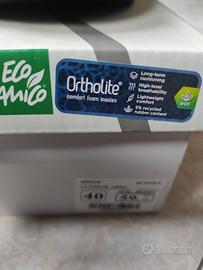 ECO
AMICO
Ortholite®
comfort foam insoles
Long-term
cushioning
High-level
breathability
Lightweight
comfort
5% recycled
rubber content
eco
40
Subito